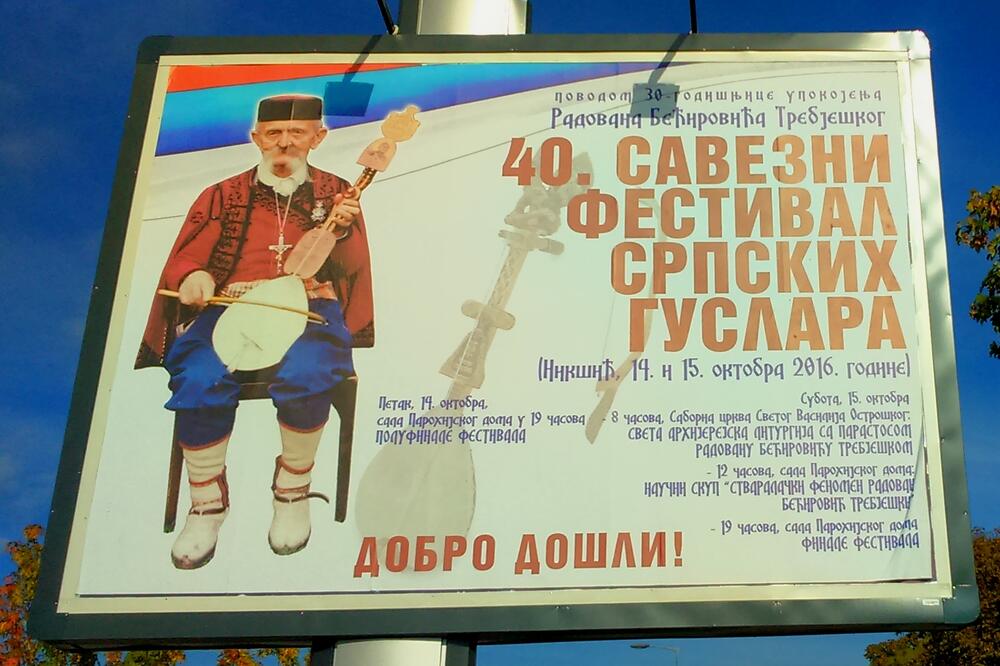 поводом 30-годишњице упокојења
Радована Бећировића Требјешког
40. САВЕЗНИ
ФЕСТИВАЛ
СРПСКИХ
ГУСЛАРА
(Никшић, 14. и 15. октобра 2016. године)
Петак, 14. октобра,
сала Парохијског дома у 19 часова
ПОЛУФИНАЛЕ ФЕСТИВАЛА
Субота, 15. октобра
- 8 часова, Саборна црква Светог Василија Острошког:
СВЕТА АРХИЈЕРЕЈСКА ЛИТУРГИЈА СА ПАРАСТОСОМ
РАДОВАНУ БЕЋИРОВИЋУ ТРЕБЈЕШКОМ
- 12 часова, сала Парохијског дома:
НАУЧНИ СКУП "СТВАРАЛАЧКИ ФЕНОМЕН РАДОВАН
БЕЋИРОВИЋ ТРЕБЈЕШКИ"
- 19 часова, сала Парохијског дома
ФИНАЛЕ ФЕСТИВАЛА
ДОБРО ДОШЛИ!